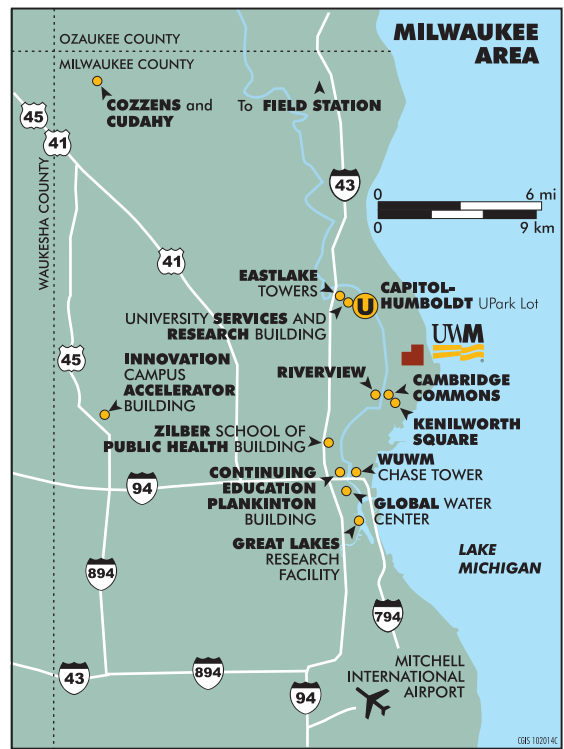 MILWAUKEE
AREA
OZAUKEE COUNTY
MILWAUKEE COUNTY
COZZENS and
CUDAHY
To FIELD STATION
45
41
WAUKESHA COUNTY
43
0 6 mi
0 9 km
41
EASTLAKE
TOWERS
CAPITOL-
HUMBOLDT UPark Lot
U
UNIVERSITY SERVICES AND
RESEARCH BUILDING
UWM
45
INNOVATION
CAMPUS
ACCELERATOR
BUILDING
RIVERVIEW
CAMBRIDGE
COMMONS
KENILWORTH
SQUARE
ZILBER SCHOOL OF
PUBLIC HEALTH BUILDING
WUWM
CHASE TOWER
94
CONTINUING
EDUCATION
PLANKINTON
BUILDING
GLOBAL WATER
CENTER
GREAT LAKES
RESEARCH
FACILITY
LAKE
MICHIGAN
894
794
43
894
94
MITCHELL
INTERNATIONAL
AIRPORT
CGIS 102014C